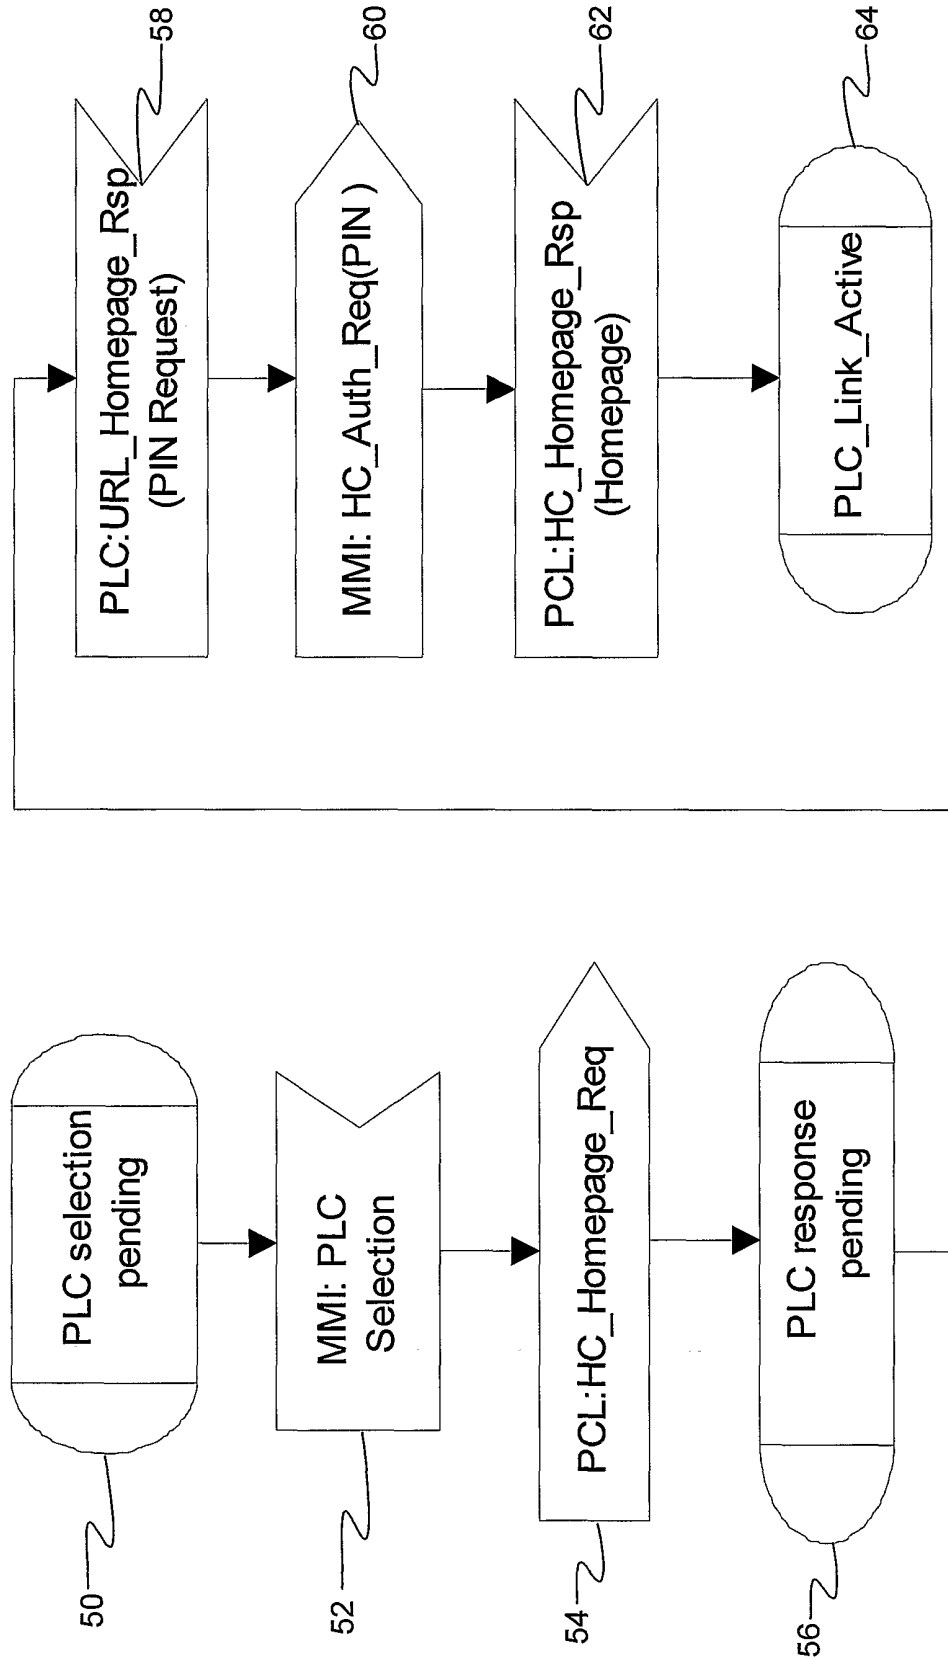 50
PLC selection
pending
52
MMI: PLC
Selection
54
PCL:HC_Homepage_Req
56
PLC response
pending
58
PLC:URL_Homepage_Rsp
(PIN Request)
60
MMI: HC_Auth_Req(PIN )
62
PCL:HC_Homepage_Rsp
(Homepage)
64
PLC_Link_Active